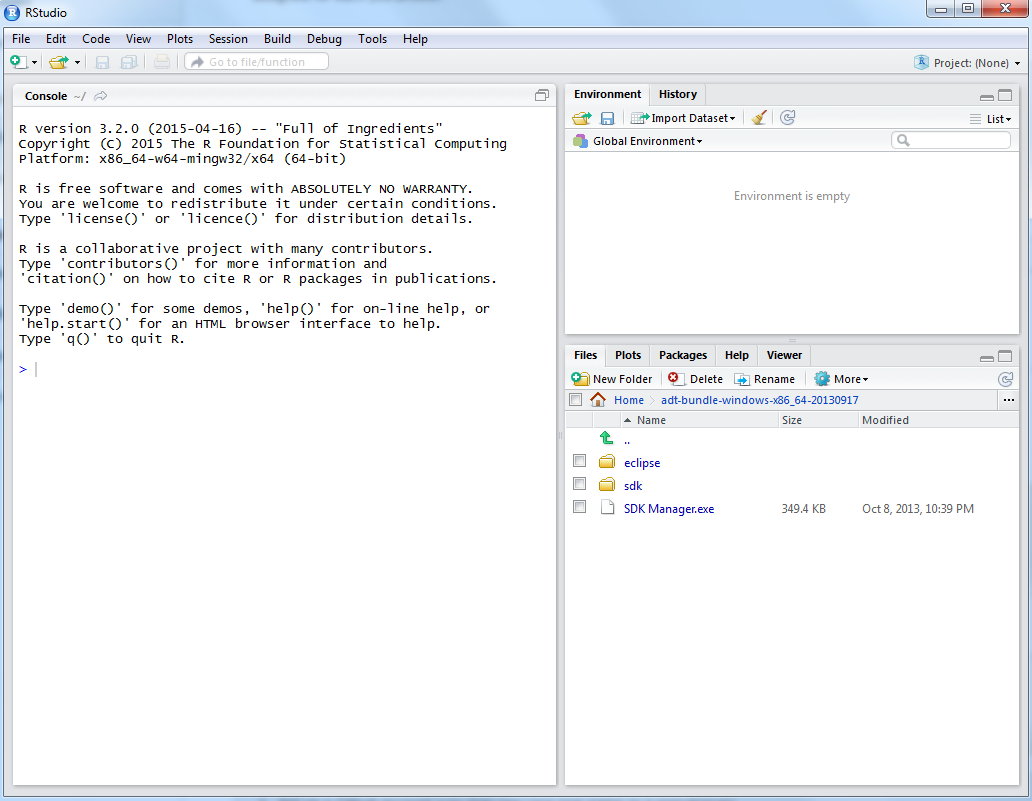 RStudio
File Edit Code View Plots Session Build Debug Tools Help
Go to file/function
Project: (None)
Console ~/
R version 3.2.0 (2015-04-16) -- "Full of Ingredients"
Copyright (C) 2015 The R Foundation for Statistical Computing
Platform: x86_64-w64-mingw32/x64 (64-bit)
R is free software and comes with ABSOLUTELY NO WARRANTY.
You are welcome to redistribute it under certain conditions.
Type 'license()' or 'licence()' for distribution details.
R is a collaborative project with many contributors.
Type 'contributors()' for more information and
'citation()' on how to cite R or R packages in publications.
Type 'demo()' for some demos, 'help()' for on-line help, or
'help.start()' for an HTML browser interface to help.
Type 'q()' to quit R.
>
Environment History
Import Dataset
List
Global Environment
Environment is empty
Files Plots Packages Help Viewer
New Folder Delete Rename More
Home adt-bundle-windows-x86_64-20130917 ...
Name Size Modified
..
eclipse
sdk
SDK Manager.exe 349.4 KB Oct 8, 2013, 10:39 PM